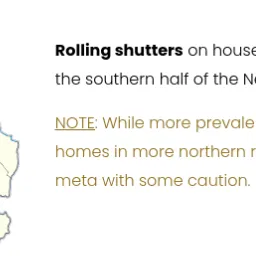 Rolling shutters on house
the southern half of the Ne
NOTE: While more prevale
homes in more northern r
meta with some caution.